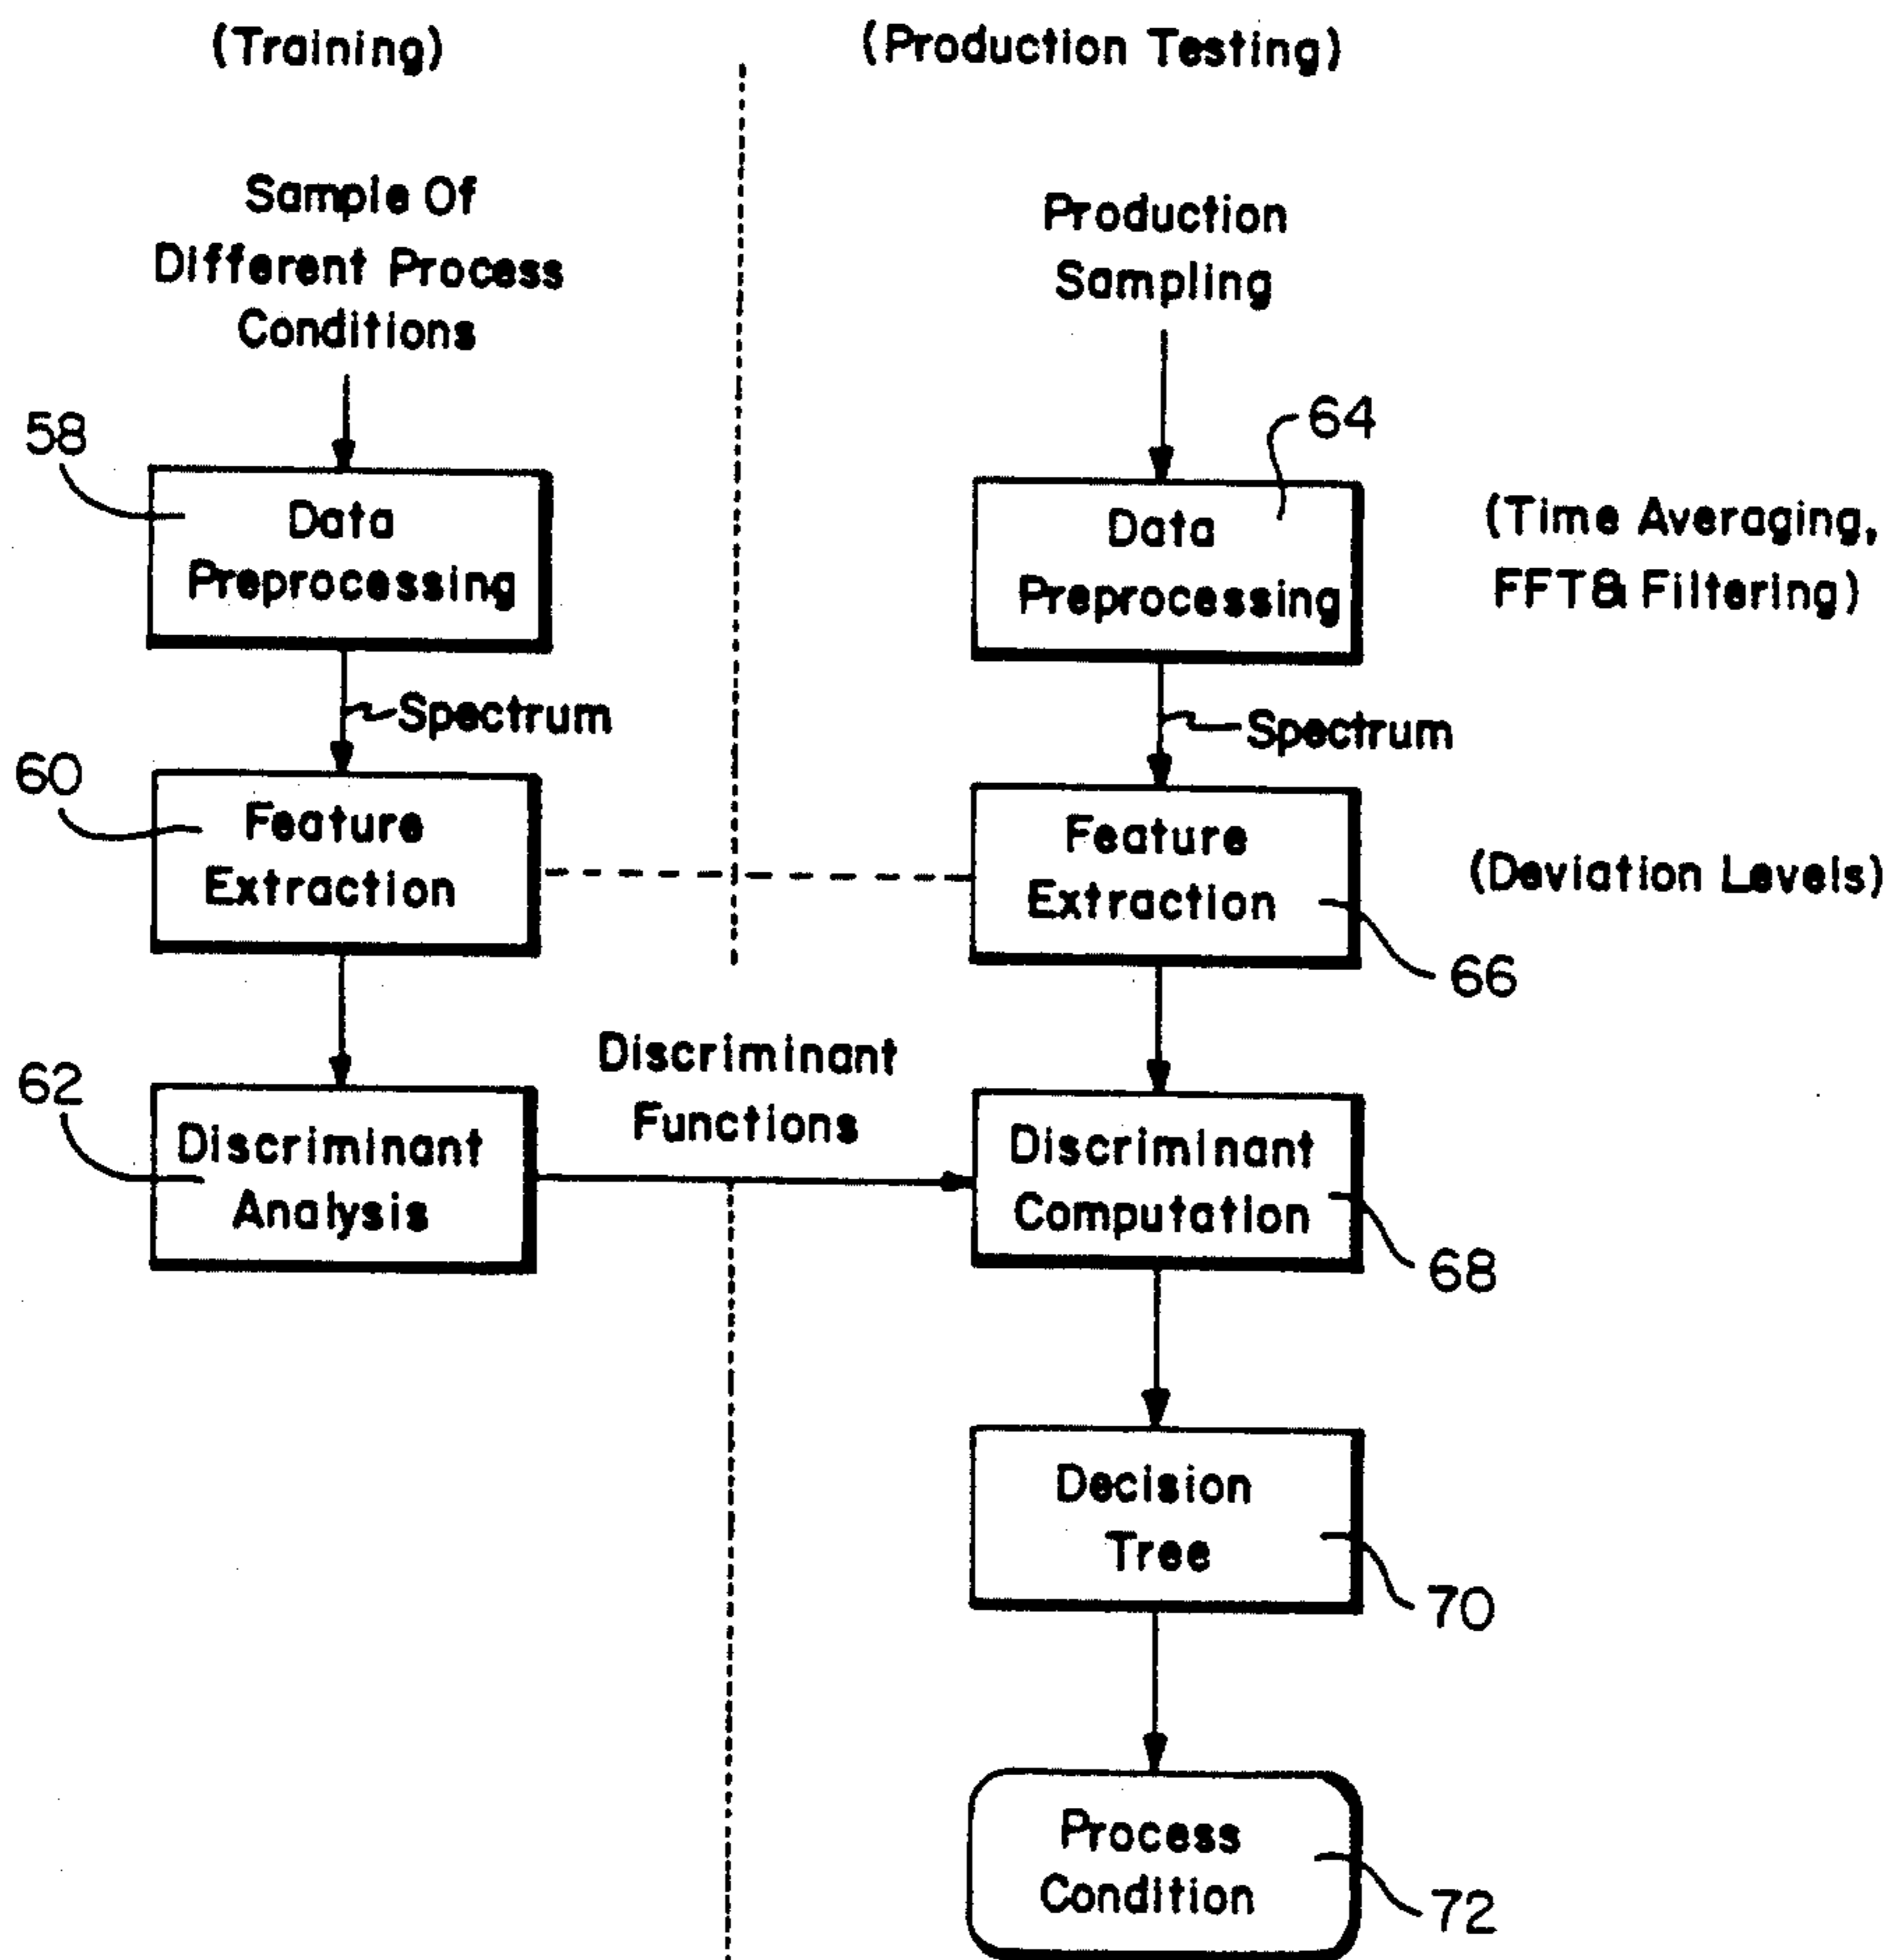 (Training)
(Production Testing)
Sample Of
Different Process
Conditions
Production
Sampling
58
64
Data
Preprocessing
Data
Preprocessing
(Time Averaging,
FFT& Filtering)
Spectrum
Spectrum
60
Feature
Extraction
Feature
Extraction
(Deviation Levels)
66
62
Discriminant
Analysis
Discriminant
Functions
Discriminant
Computation
68
Decision
Tree
70
Process
Condition
72